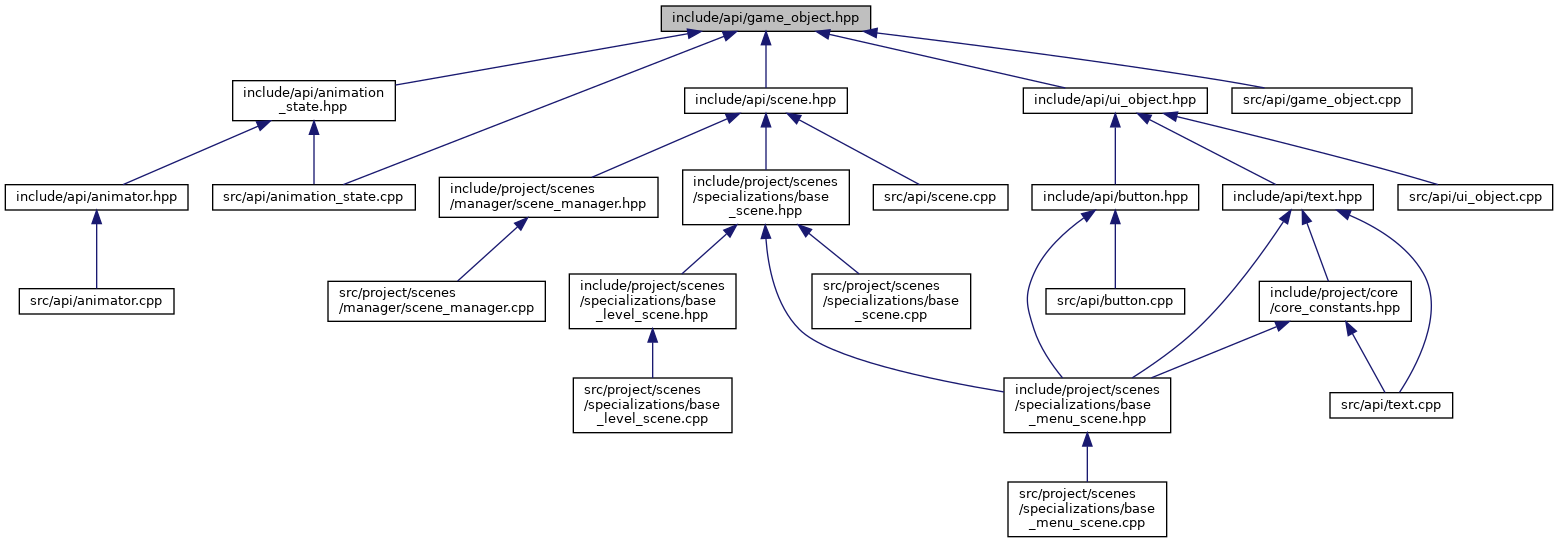 include/api/game_object.hpp
include/api/animation
_state.hpp
include/api/scene.hpp
include/api/ui_object.hpp
src/api/game_object.cpp
include/api/animator.hpp
src/api/animation_state.cpp
include/project/scenes
/manager/scene_manager.hpp
include/project/scenes
/specializations/base
_scene.hpp
src/api/scene.cpp
include/api/button.hpp
include/api/text.hpp
src/api/ui_object.cpp
src/api/animator.cpp
src/project/scenes
/manager/scene_manager.cpp
include/project/scenes
/specializations/base
_level_scene.hpp
src/project/scenes
/specializations/base
_scene.cpp
src/api/button.cpp
include/project/core
/core_constants.hpp
src/project/scenes
/specializations/base
_level_scene.cpp
include/project/scenes
/specializations/base
_menu_scene.hpp
src/api/text.cpp
src/project/scenes
/specializations/base
_menu_scene.cpp